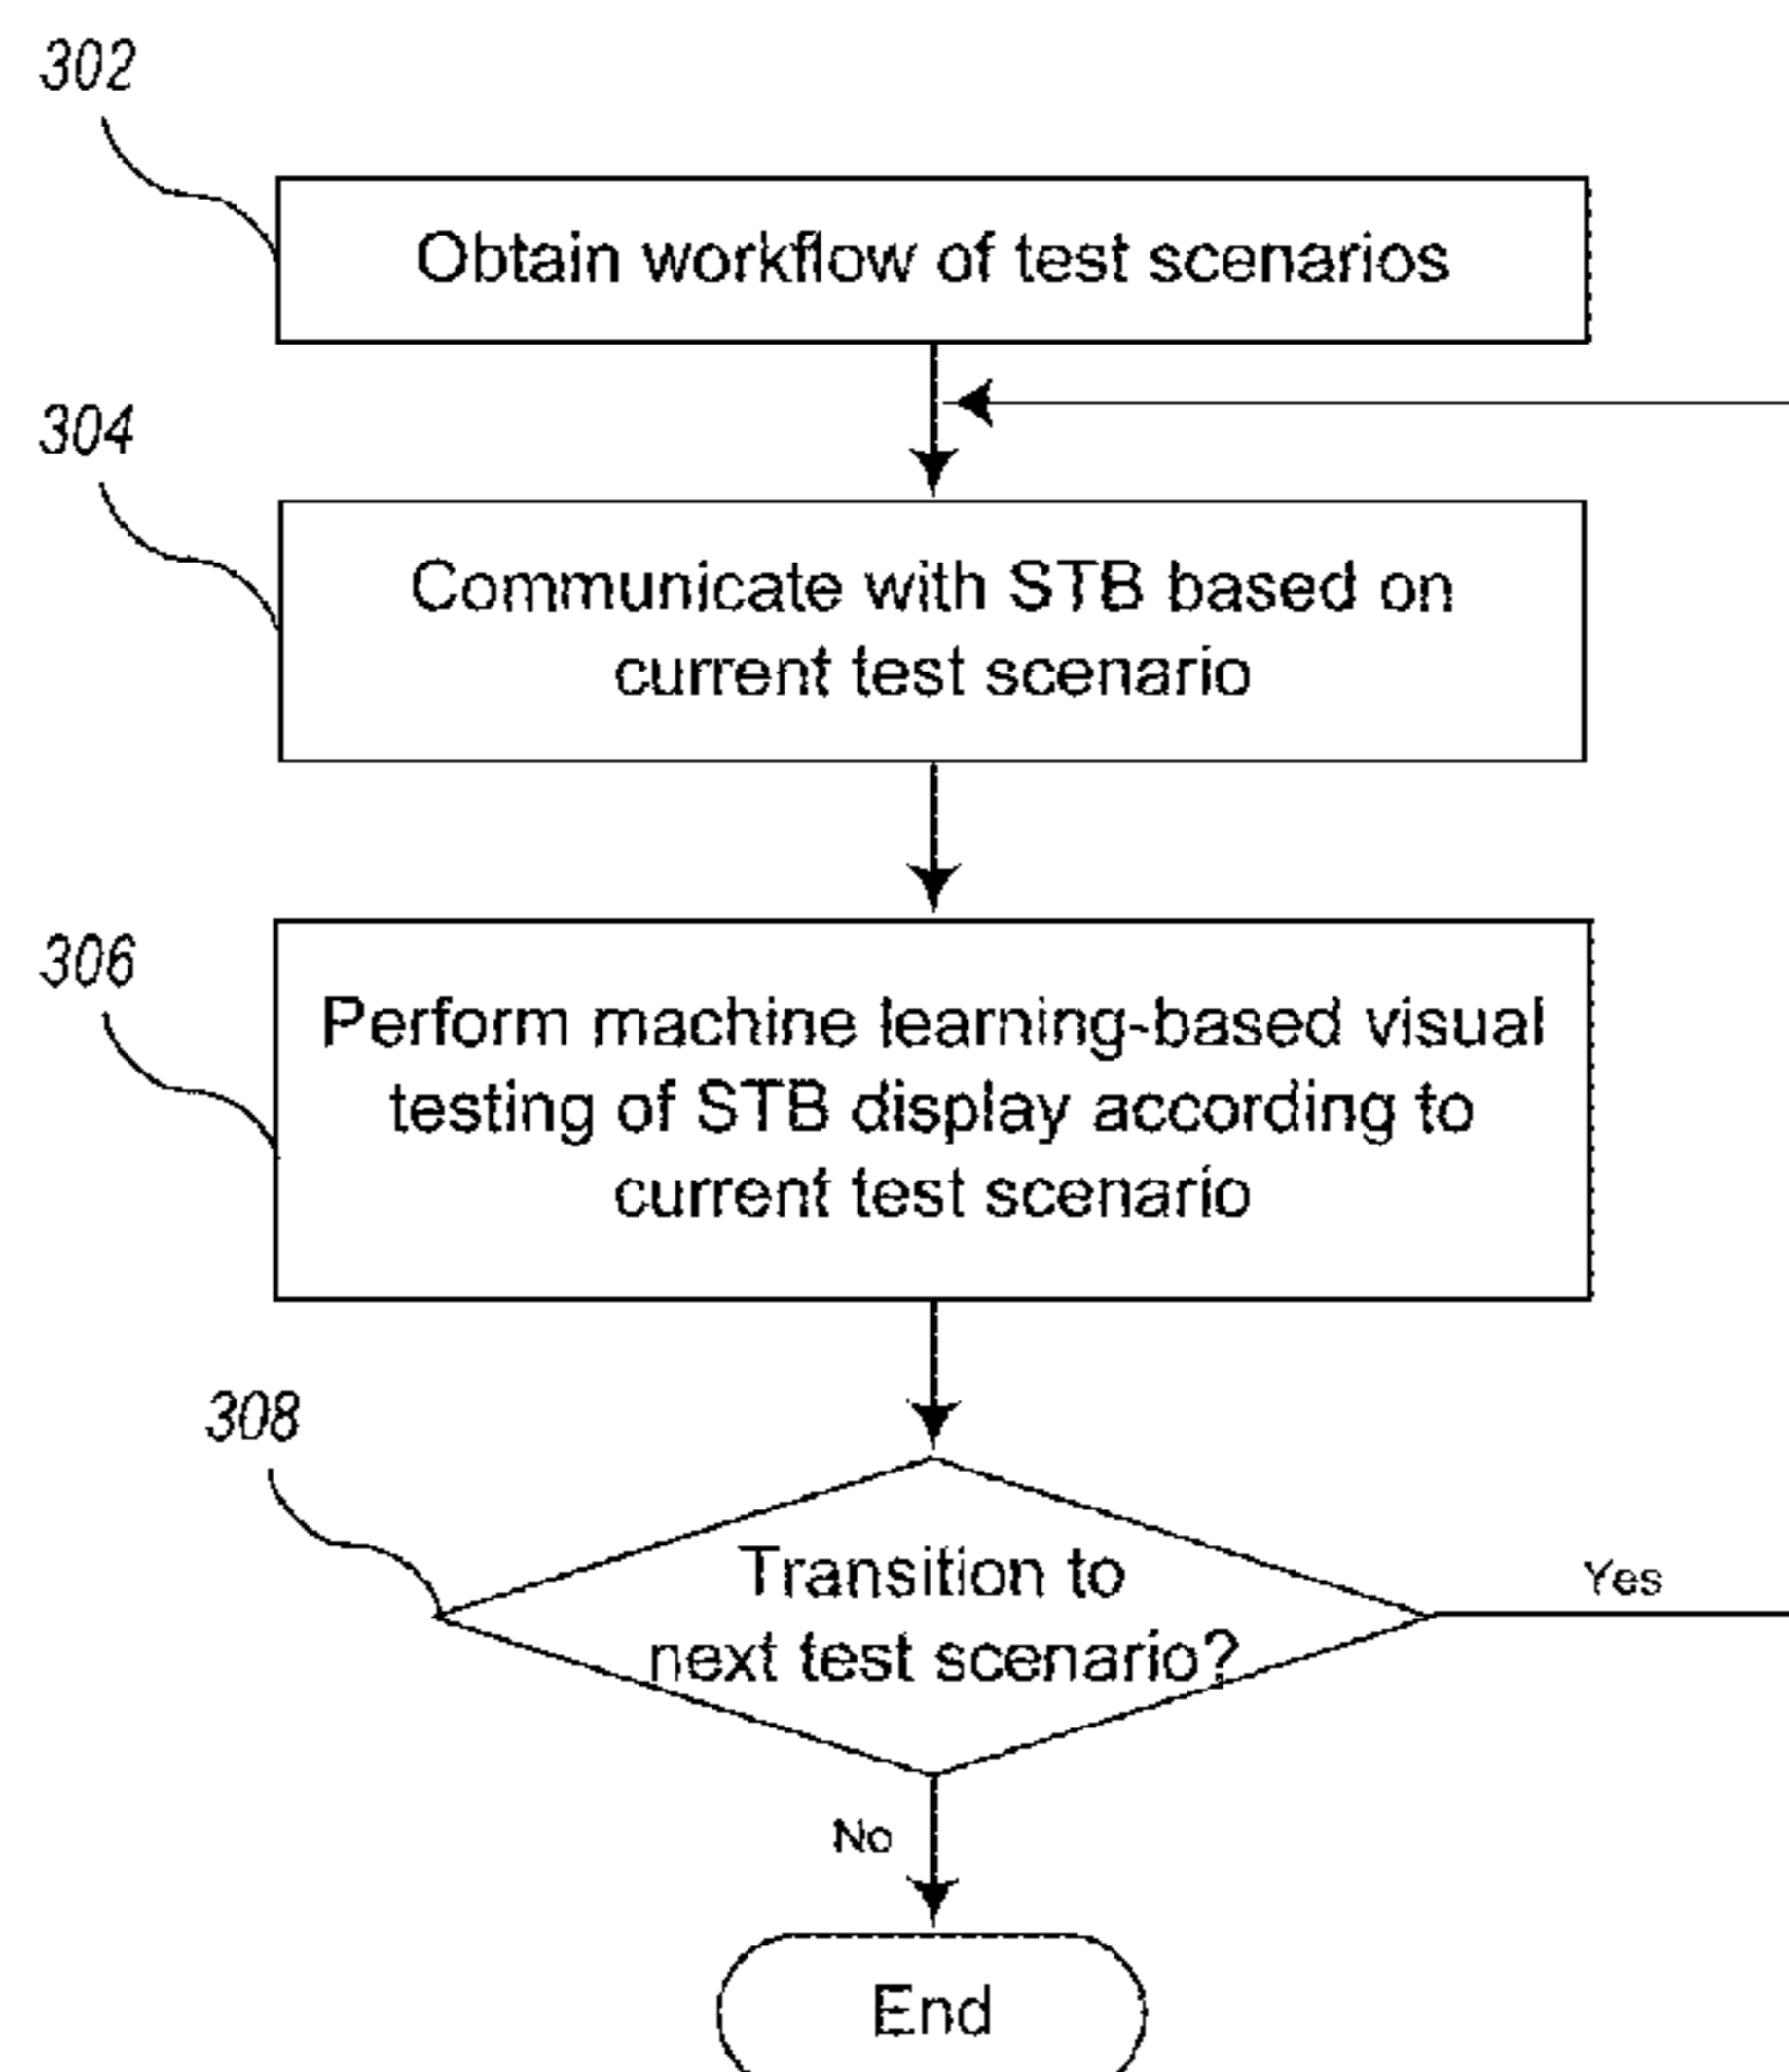 302
Obtain workflow of test scenarios
304
Communicate with STB based on
current test scenario
306
Perform machine learning-based visual
testing of STB display according to
current test scenario
308
Transition to
next test scenario?
Yes
No
End